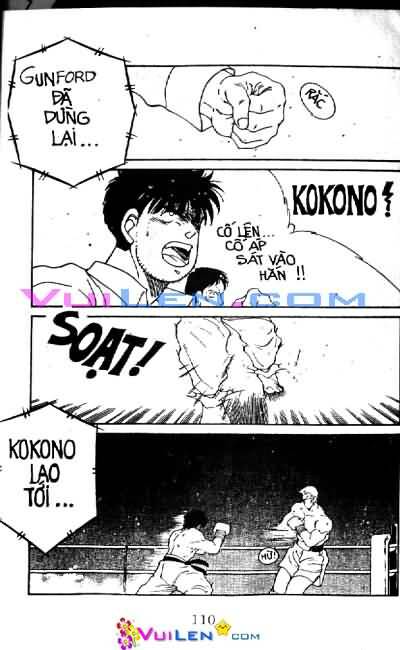 GUNFORD
ĐÃ
DỪNG
LẠI...
RẮC
KOKONO!
CỐ LÊN...
CỐ ÁP
SÁT VÀO
HẮN!!
VUILEN.COM
SOẠT!
KOKONO
LAO
TỚI...
HỪ!
110
VUILEN.COM